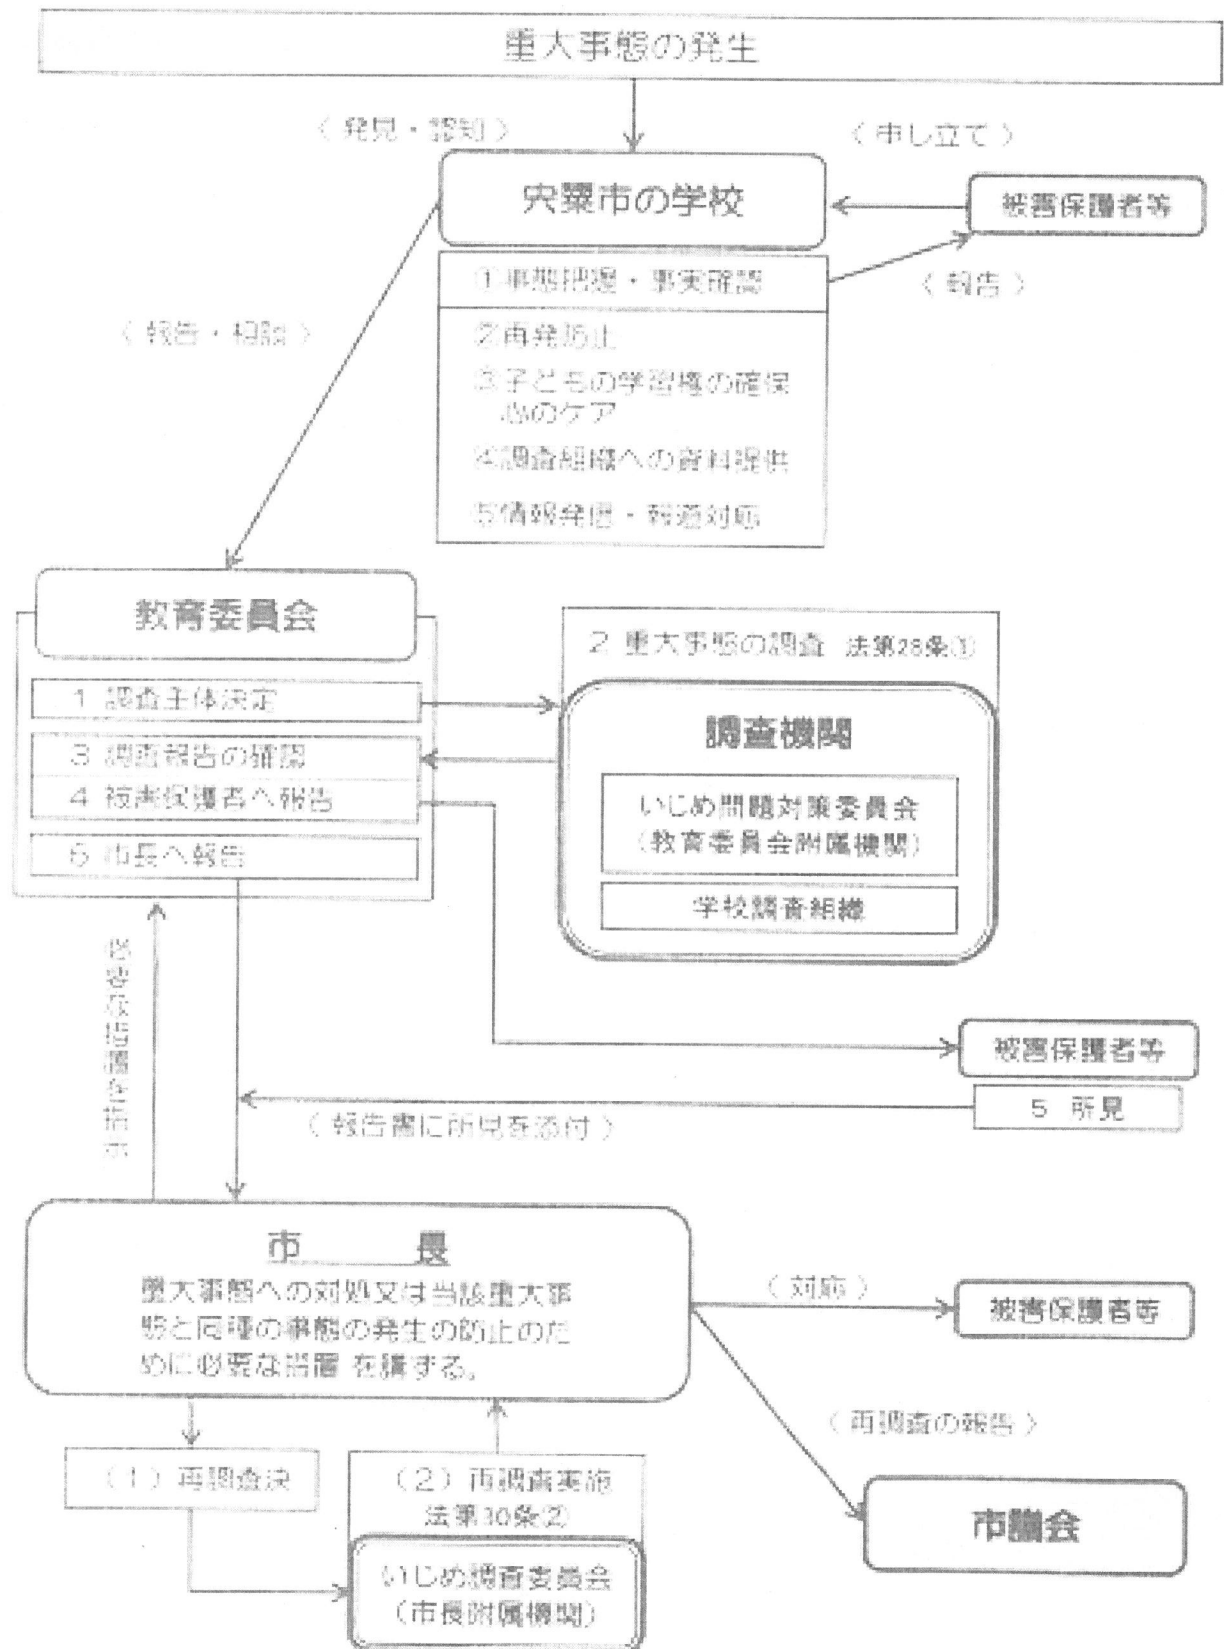 重大事態の発生
〈 発見・認知 〉
〈 申し立て 〉
宍粟市の学校
被害保護者等
①事態把握・事実確認
〈 報告 〉
〈 報告・相談 〉
②再発防止
③子どもの学習権の確保
心のケア
④調査組織への資料提供
⑤情報発信・報道対応
教育委員会
2 重大事態の調査 法第28条①
1 調査主体決定
調査機関
3 調査報告の確認
4 被害保護者へ報告
いじめ問題対策委員会
(教育委員会附属機関)
6 市長へ報告
学校調査組織
必要な措置を指示
被害保護者等
5 所見
〈 報告書に所見を添付 〉
市 長
重大事態への対処又は当該重大事
態と同種の事態の発生の防止のた
めに必要な措置 を講ずる。
〈 対応 〉
被害保護者等
〈 再調査の報告 〉
(1)再調査決
(2)再調査実施
法第30条②
市議会
いじめ調査委員会
(市長附属機関)